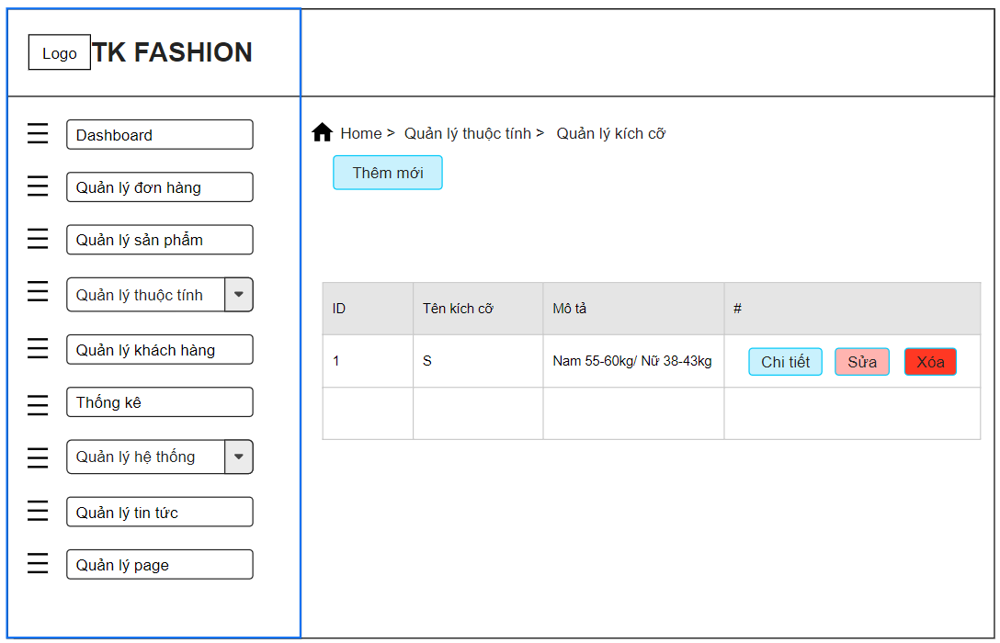 Logo TK FASHION
Dashboard
Quản lý đơn hàng
Quản lý sản phẩm
Quản lý thuộc tính
Quản lý khách hàng
Thống kê
Quản lý hệ thống
Quản lý tin tức
Quản lý page
Home > Quản lý thuộc tính > Quản lý kích cỡ
Thêm mới
ID Tên kích cỡ Mô tả #
1 S Nam 55-60kg/ Nữ 38-43kg Chi tiết Sửa Xóa